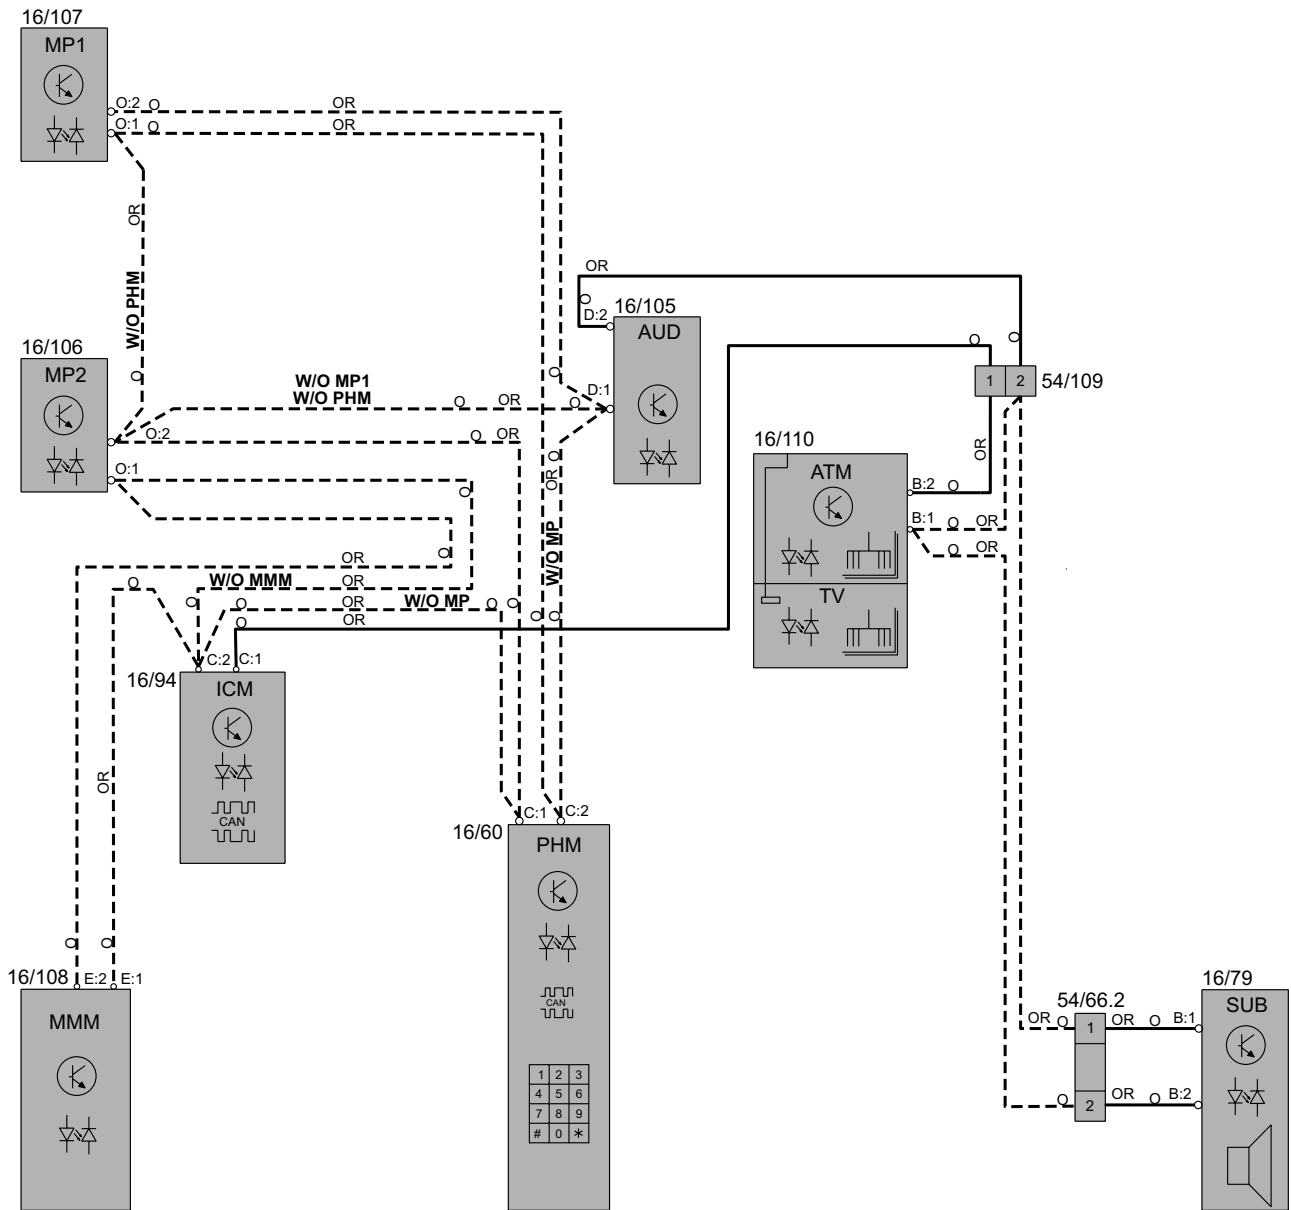 16/107
MP1
O:2 O OR
O:1 O OR
OR
W/O PHM
O
16/106
MP2
O:2
O:1
W/O MP1
W/O PHM
O OR O
O OR
O
O
OR
O
OR
O
D:2
16/105
AUD
D:1
O
O
OR
W/O MP
O
O
O
O
1 2 54/109
OR
16/110
ATM
TV
B:2 O
B:1 O OR
O OR
OR
O
W/O MMM OR
O
O OR W/O MP O O
O OR
C:2 C:1
16/94
ICM
CAN
OR
O O
16/108 E:2 E:1
MMM
C:1 C:2
16/60
PHM
CAN
1 2 3
4 5 6
7 8 9
# 0 *
54/66.2
OR O 1 OR O B:1
O 2 OR O B:2
16/79
SUB